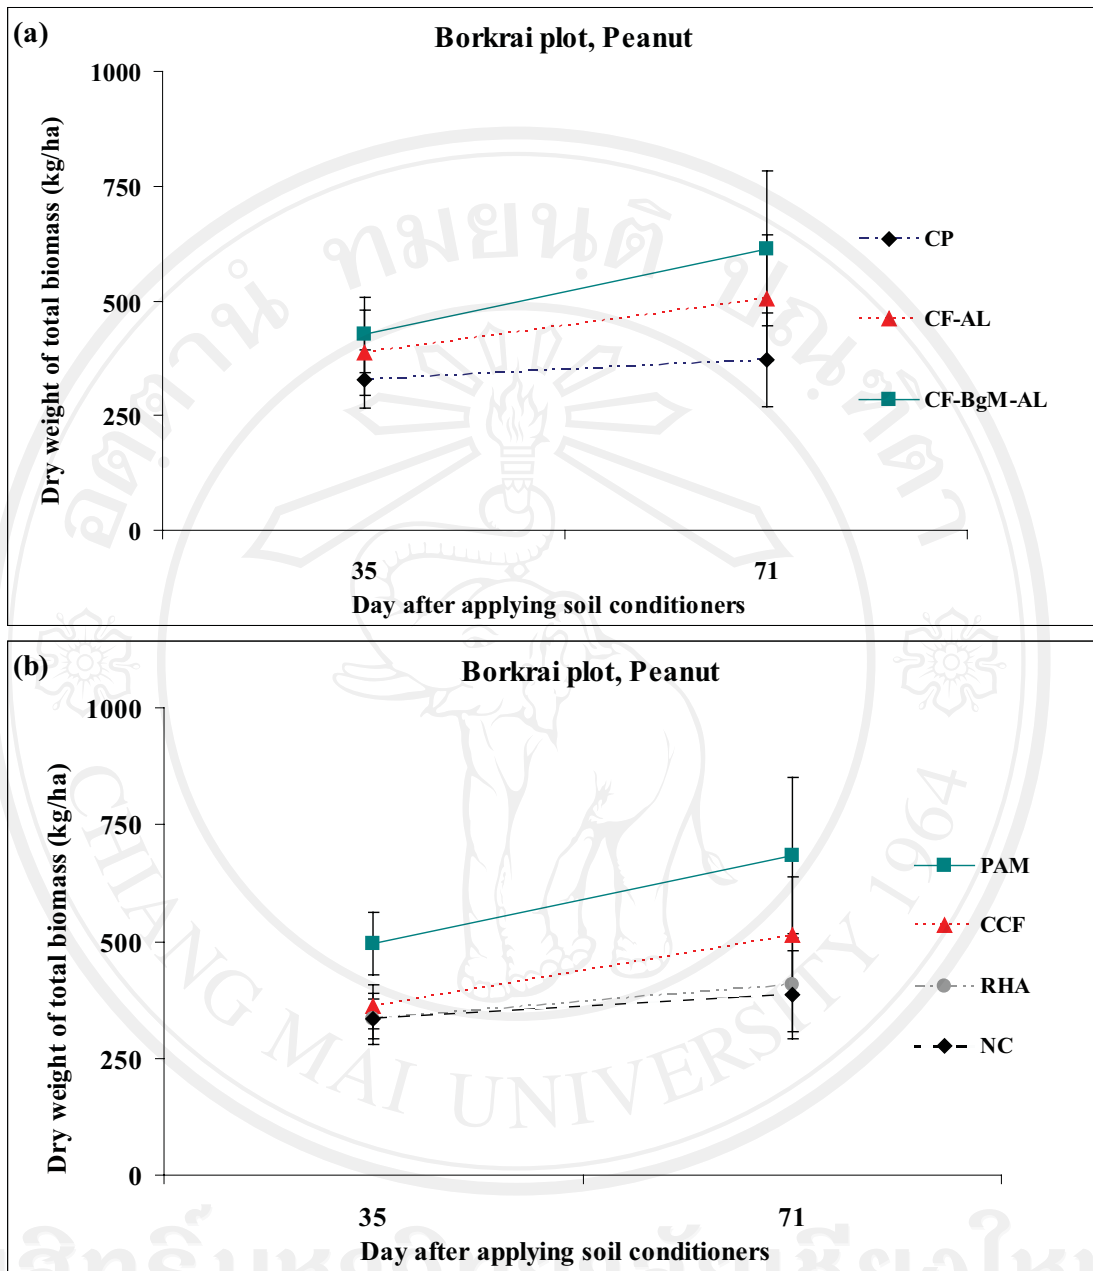 (a)
Borkrai plot, Peanut
Dry weight of total biomass (kg/ha)
1000
750
500
250
0
35
71
Day after applying soil conditioners
CP
CF-AL
CF-BgM-AL
(b)
Borkrai plot, Peanut
Dry weight of total biomass (kg/ha)
1000
750
500
250
0
35
71
Day after applying soil conditioners
PAM
CCF
RHA
NC
CHIANG MAI UNIVERSITY 1964